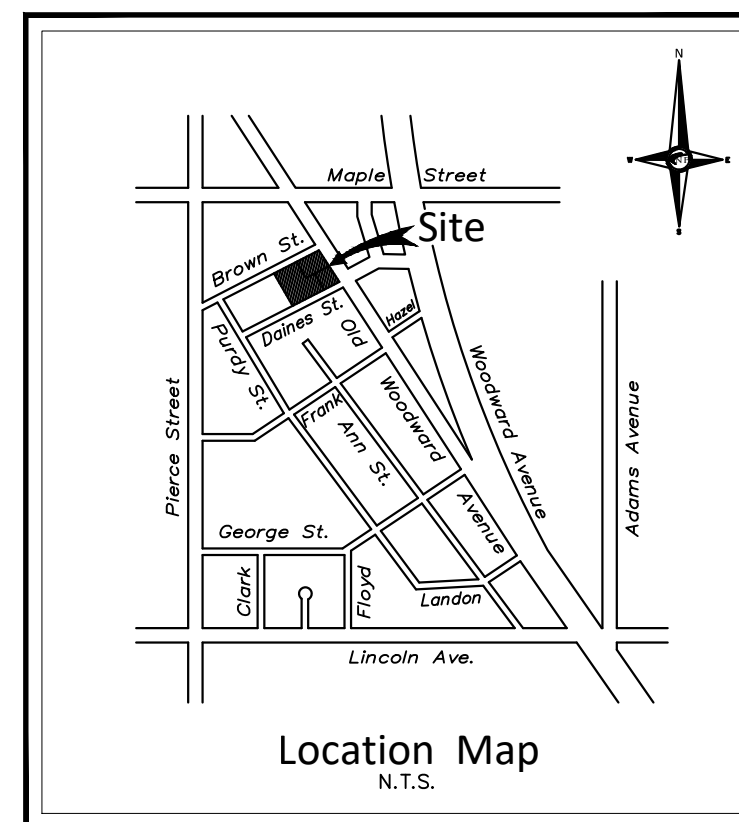 N
W
E
S
Maple Street
Site
Brown St.
Daines St.
Old
Hazel
Purdy St.
Woodward
Woodward Avenue
Frank
Ann St.
Pierce Street
Adams Avenue
Avenue
George St.
Clark
Floyd
Landon
Lincoln Ave.
Location Map
N.T.S.